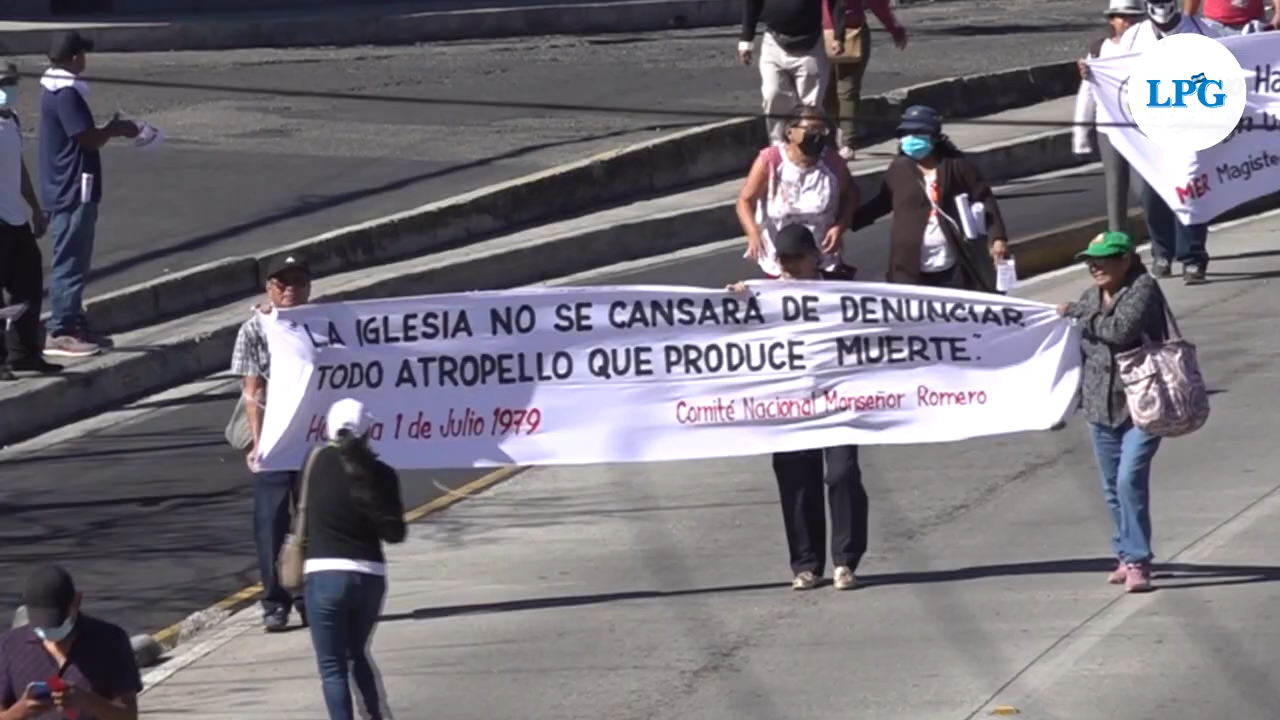 LPG
"LA IGLESIA NO SE CANSARÁ DE DENUNCIAR
TODO ATROPELLO QUE PRODUCE MUERTE".
1 de Julio 1979
Comité Nacional Monseñor Romero
MER Magiste